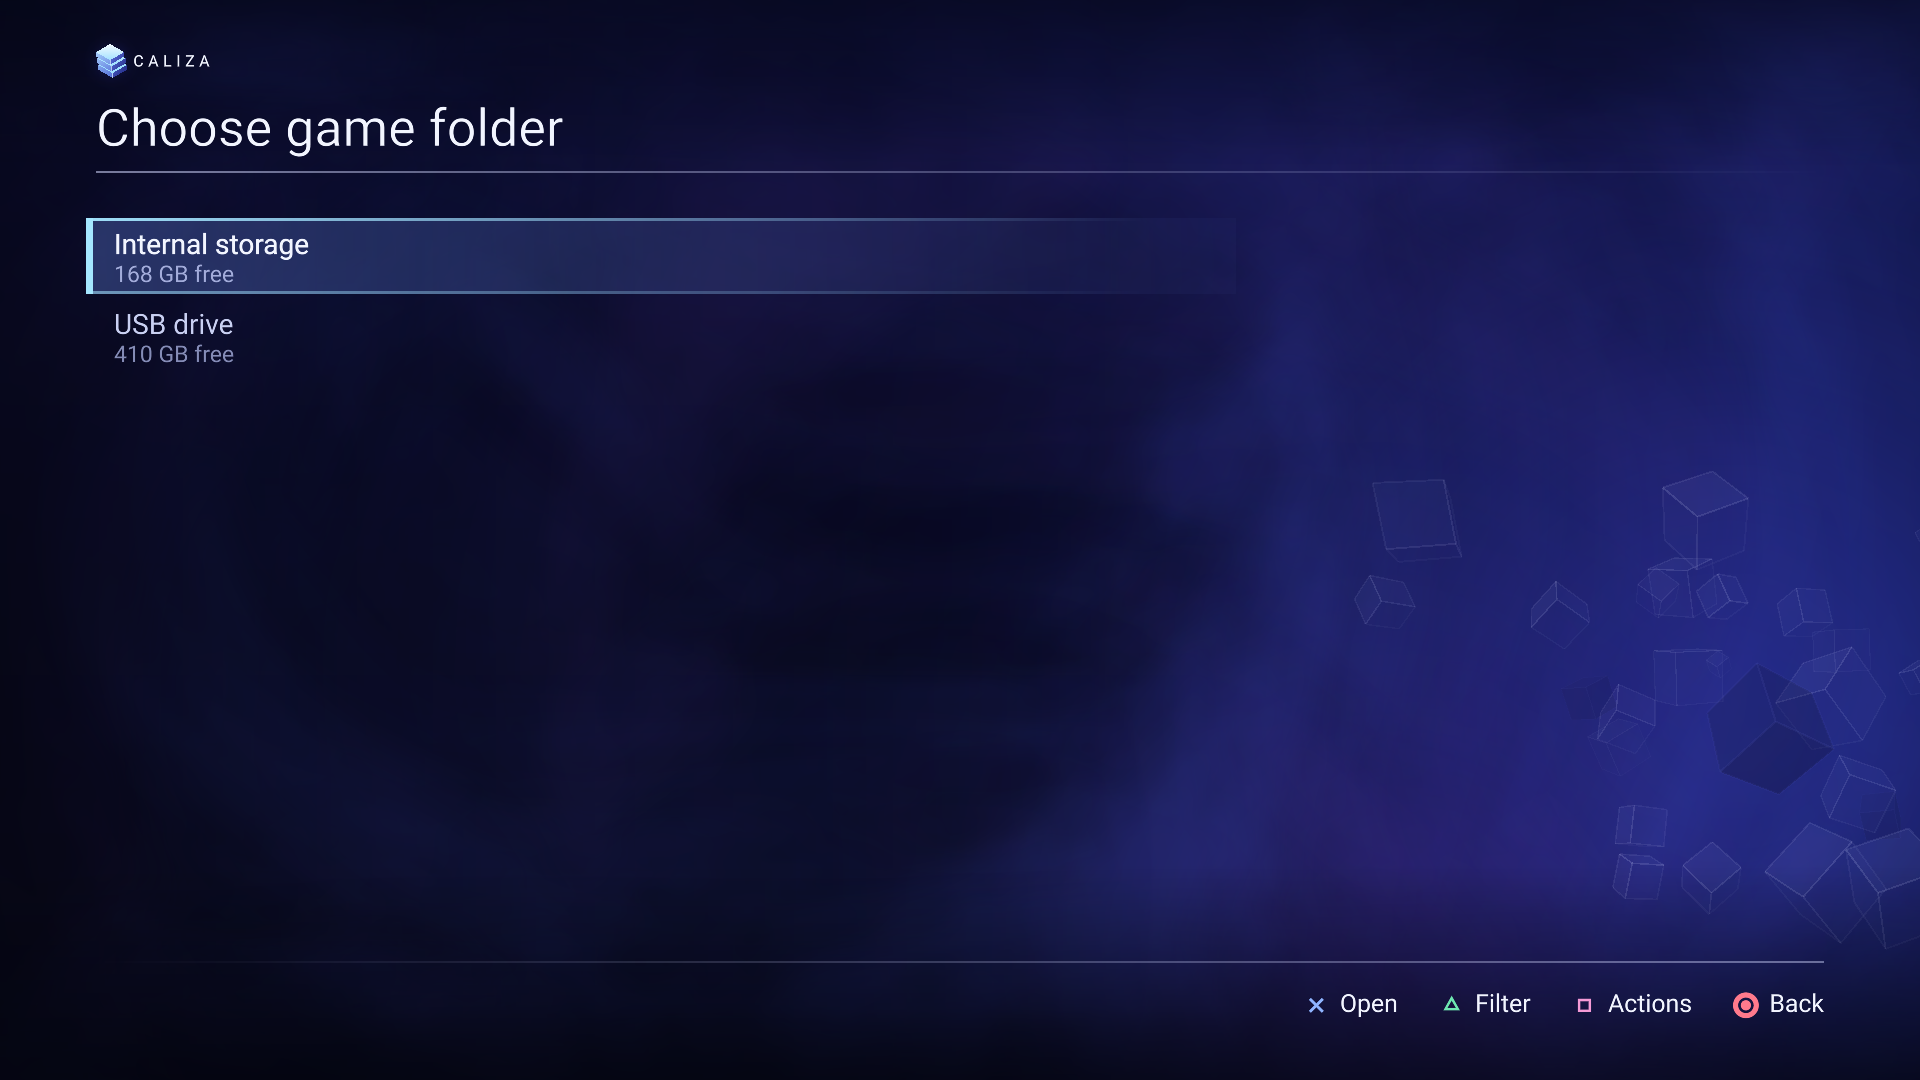 CALIZA
Choose game folder
Internal storage
168 GB free
USB drive
410 GB free
Open Filter Actions Back